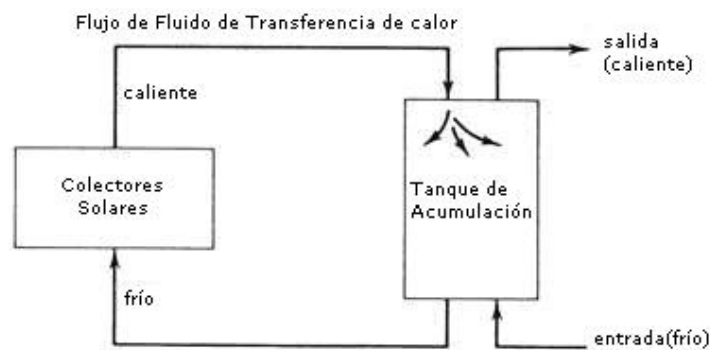 Flujo de Fluido de Transferencia de calor
salida
(caliente)
caliente
Colectores
Solares
Tanque de
Acumulación
frío
entrada(frío)